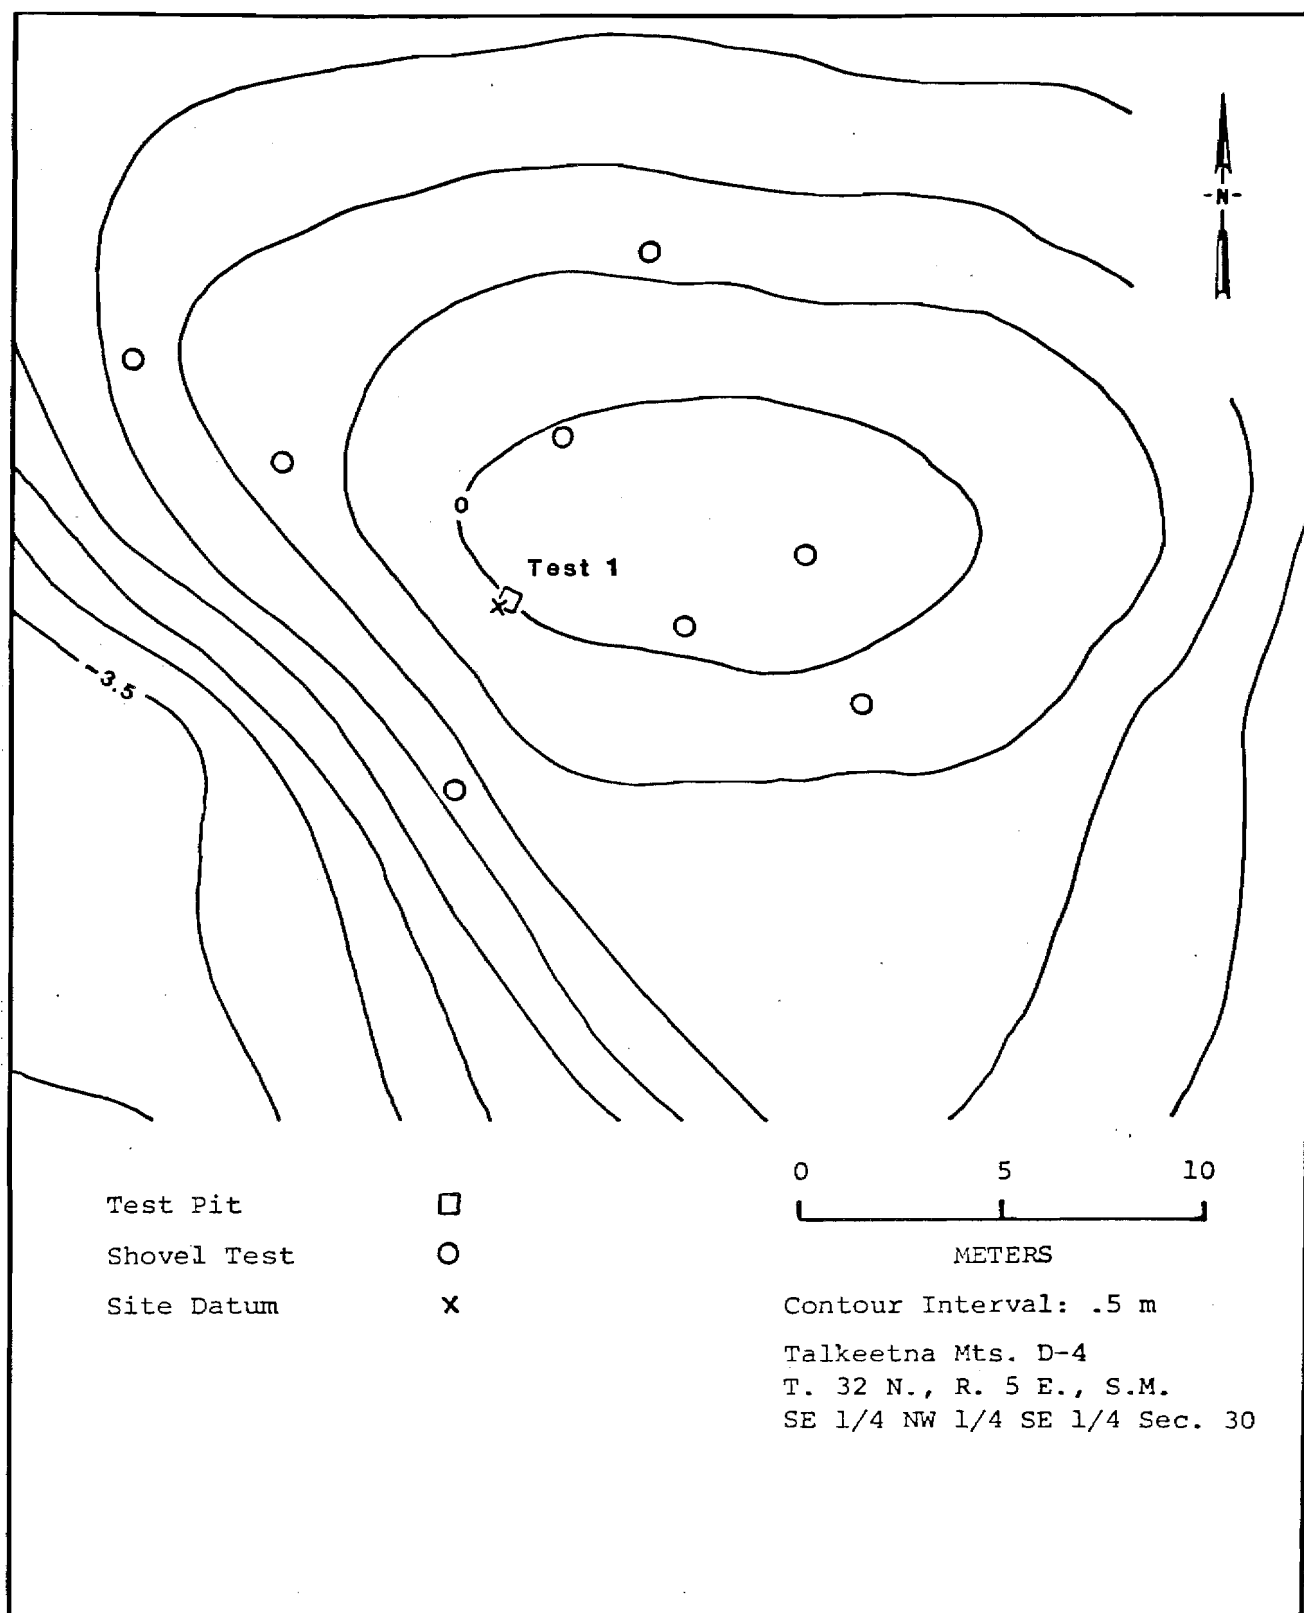 -N-
0
Test 1
-3.5
0 5 10
METERS
Test Pit
Shovel Test
Site Datum x
Contour Interval: .5 m
Talkeetna Mts. D-4
T. 32 N., R. 5 E., S.M.
SE 1/4 NW 1/4 SE 1/4 Sec. 30